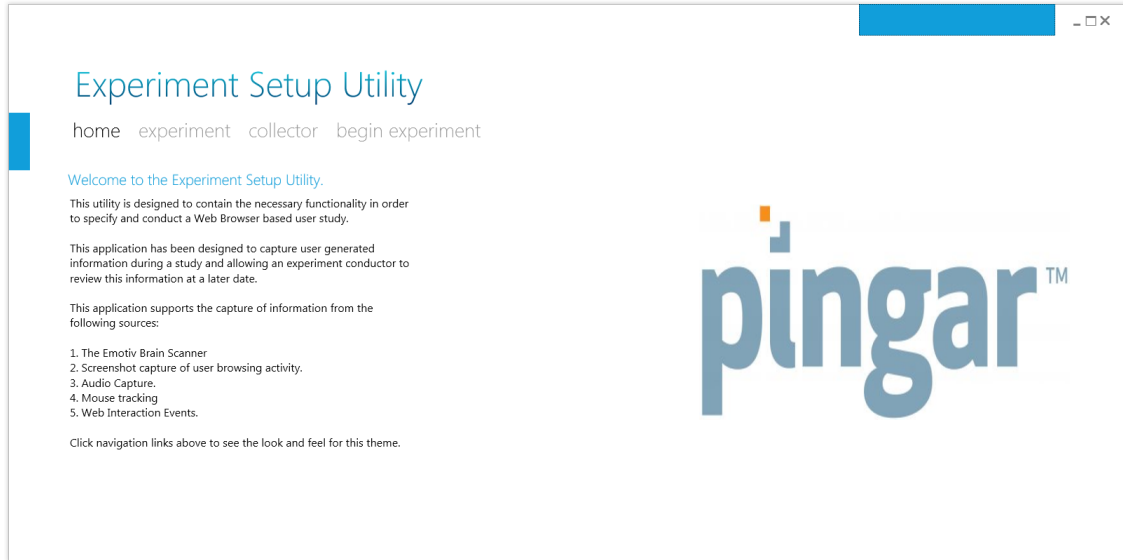 Experiment Setup Utility
home experiment collector begin experiment
Welcome to the Experiment Setup Utility.
This utility is designed to contain the necessary functionality in order
to specify and conduct a Web Browser based user study.
This application has been designed to capture user generated
information during a study and allowing an experiment conductor to
review this information at a later date.
This application supports the capture of information from the
following sources:
1. The Emotiv Brain Scanner
2. Screenshot capture of user browsing activity.
3. Audio Capture.
4. Mouse tracking
5. Web Interaction Events.
Click navigation links above to see the look and feel for this theme.
pingar™